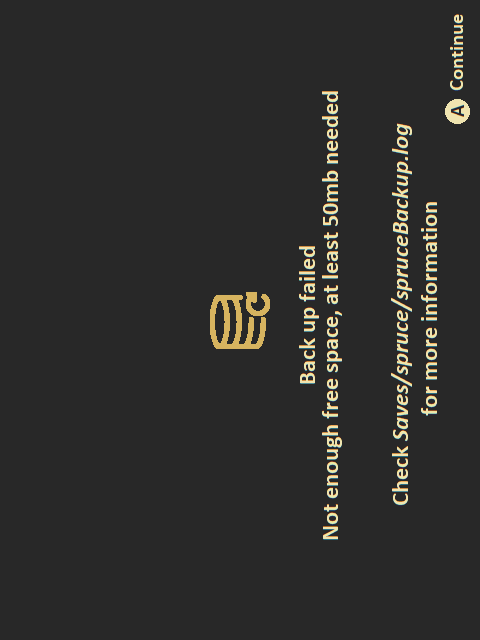 Back up failed
Not enough free space, at least 50mb needed
Check Saves/spruce/spruceBackup.log
for more information
A Continue